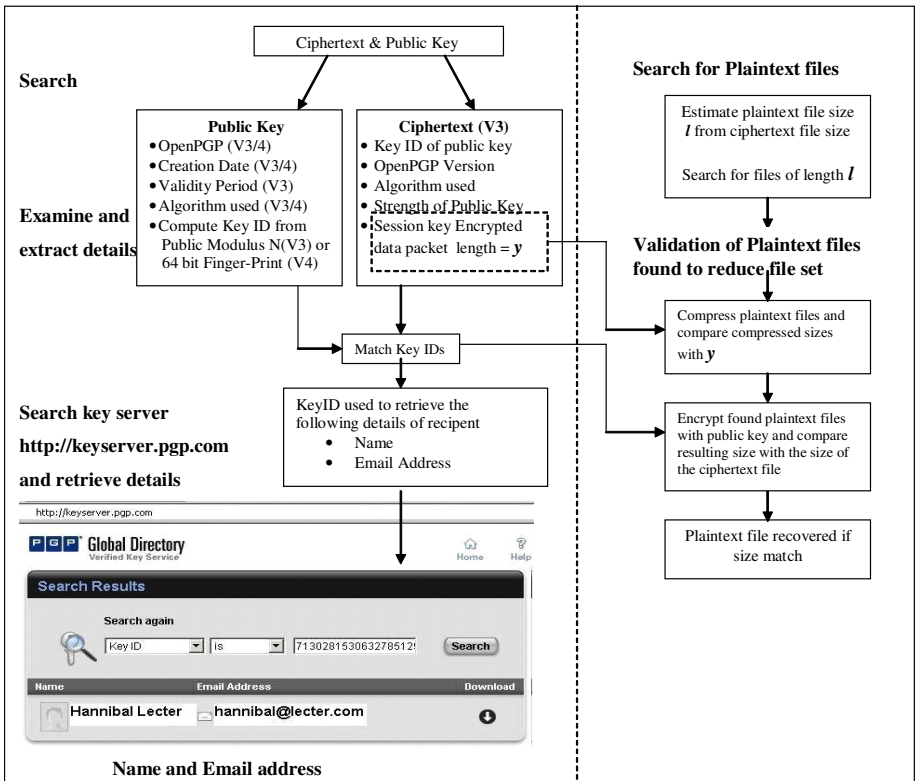 Ciphertext & Public Key
Search
Public Key
• OpenPGP (V3/4)
• Creation Date (V3/4)
• Validity Period (V3)
• Algorithm used (V3/4)
• Compute Key ID from
Public Modulus N(V3) or
64 bit Finger-Print (V4)
Ciphertext (V3)
• Key ID of public key
• OpenPGP Version
• Algorithm used
• Strength of Public Key
• Session key Encrypted
data packet length = y
Examine and
extract details
Match Key IDs
Search key server
http://keyserver.pgp.com
and retrieve details
KeyID used to retrieve the
following details of recipent
• Name
• Email Address
http://keyserver.pgp.com
PGP Global Directory
Verified Key Service
Home
Help
Search Results
Search again
Key ID
is
7130281530632785129
Search
Name
Email Address
Download
Hannibal Lecter
hannibal@lecter.com
Name and Email address
Search for Plaintext files
Estimate plaintext file size
l from ciphertext file size
Search for files of length l
Validation of Plaintext files
found to reduce file set
Compress plaintext files and
compare compressed sizes
with y
Encrypt found plaintext files
with public key and compare
resulting size with the size of
the ciphertext file
Plaintext file recovered if
size match